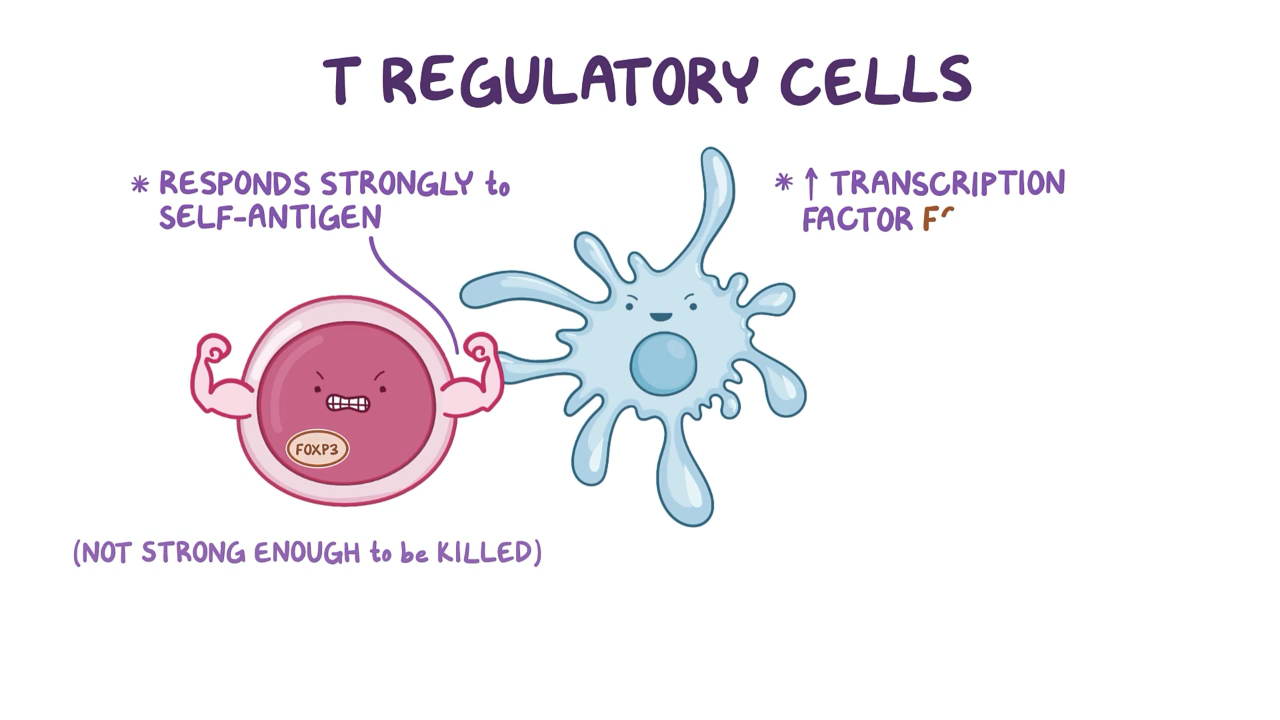 T REGULATORY CELLS
* RESPONDS STRONGLY to
SELF-ANTIGEN
* ↑ TRANSCRIPTION
FACTOR F
FOXP3
(NOT STRONG ENOUGH to be KILLED)